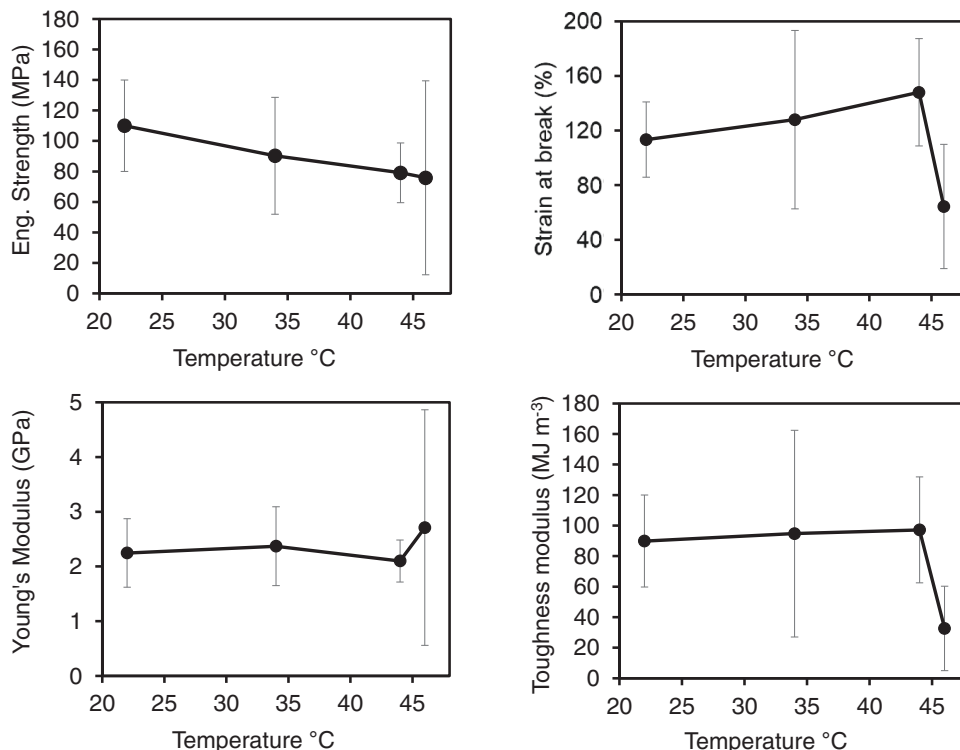 Eng. Strength (MPa)
180
160
140
120
100
80
60
40
20
0
20 25 30 35 40 45
Temperature °C
Strain at break (%)
200
160
120
80
40
0
20 25 30 35 40 45
Temperature °C
Young's Modulus (GPa)
5
4
3
2
1
0
20 25 30 35 40 45
Temperature °C
Toughness modulus (MJ m⁻³)
180
160
140
120
100
80
60
40
20
0
20 25 30 35 40 45
Temperature °C